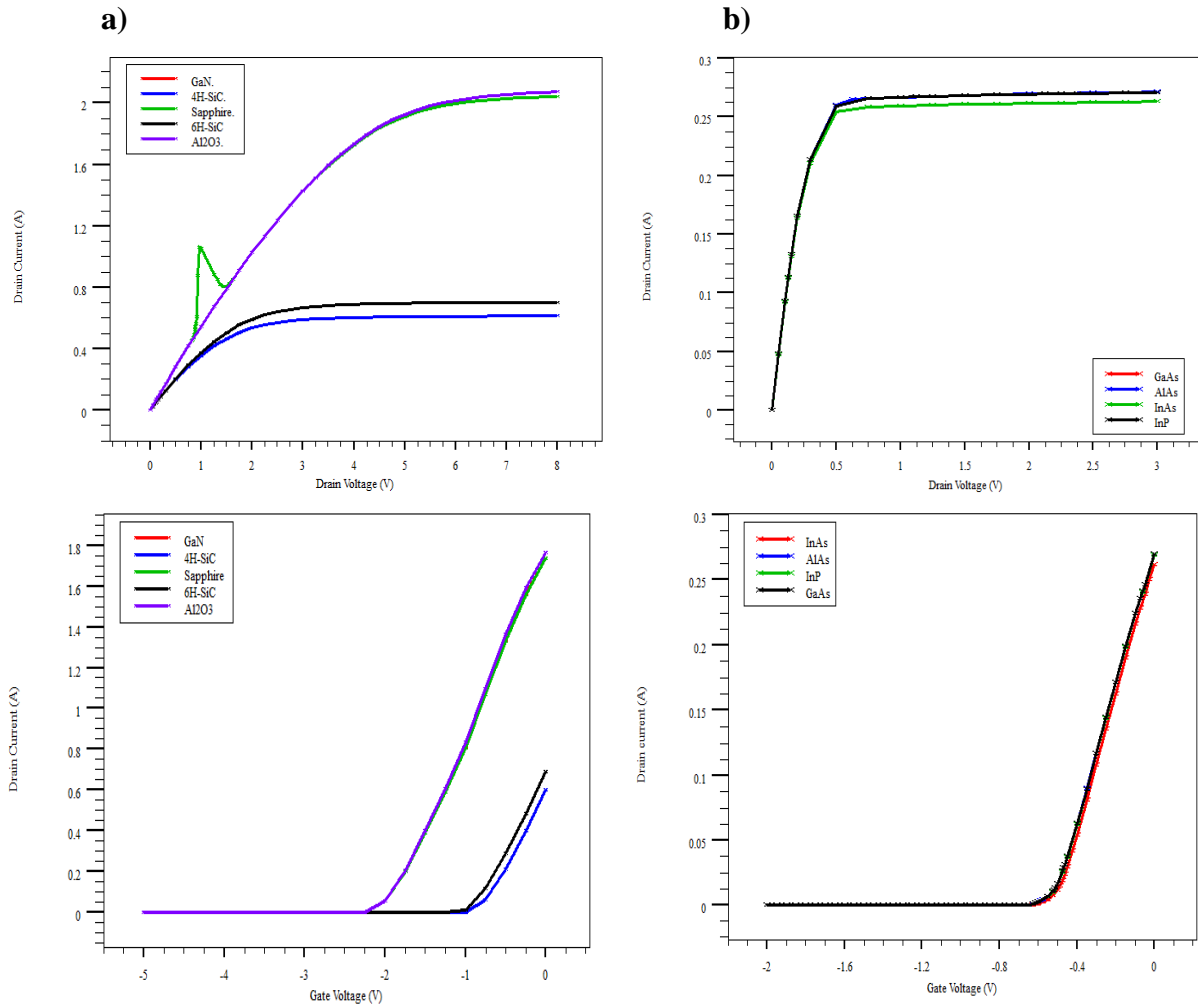 a)
GaN.
4H-SiC.
Sapphire.
6H-SiC
Al2O3.
Drain Current (A)
2
1.6
1.2
0.8
0.4
0
0 1 2 3 4 5 6 7 8
Drain Voltage (V)
b)
0.3
0.25
0.2
0.15
0.1
0.05
0
Drain Current (A)
GaAs
AlAs
InAs
InP
0 0.5 1 1.5 2 2.5 3
Drain Voltage (V)
GaN
4H-SiC
Sapphire
6H-SiC
Al2O3
Drain Current (A)
1.8
1.6
1.4
1.2
1
0.8
0.6
0.4
0.2
0
-5 -4 -3 -2 -1 0
Gate Voltage (V)
0.3
0.25
0.2
0.15
0.1
0.05
0
InAs
AlAs
InP
GaAs
Drain current (A)
-2 -1.6 -1.2 -0.8 -0.4 0
Gate Voltage (V)